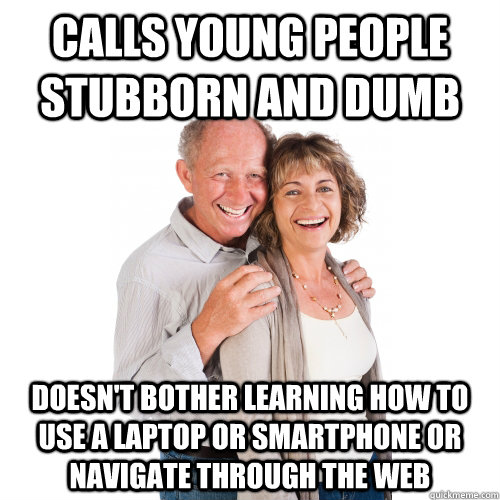 CALLS YOUNG PEOPLE
STUBBORN AND DUMB
DOESN'T BOTHER LEARNING HOW TO
USE A LAPTOP OR SMARTPHONE OR
NAVIGATE THROUGH THE WEB
quickmeme.com